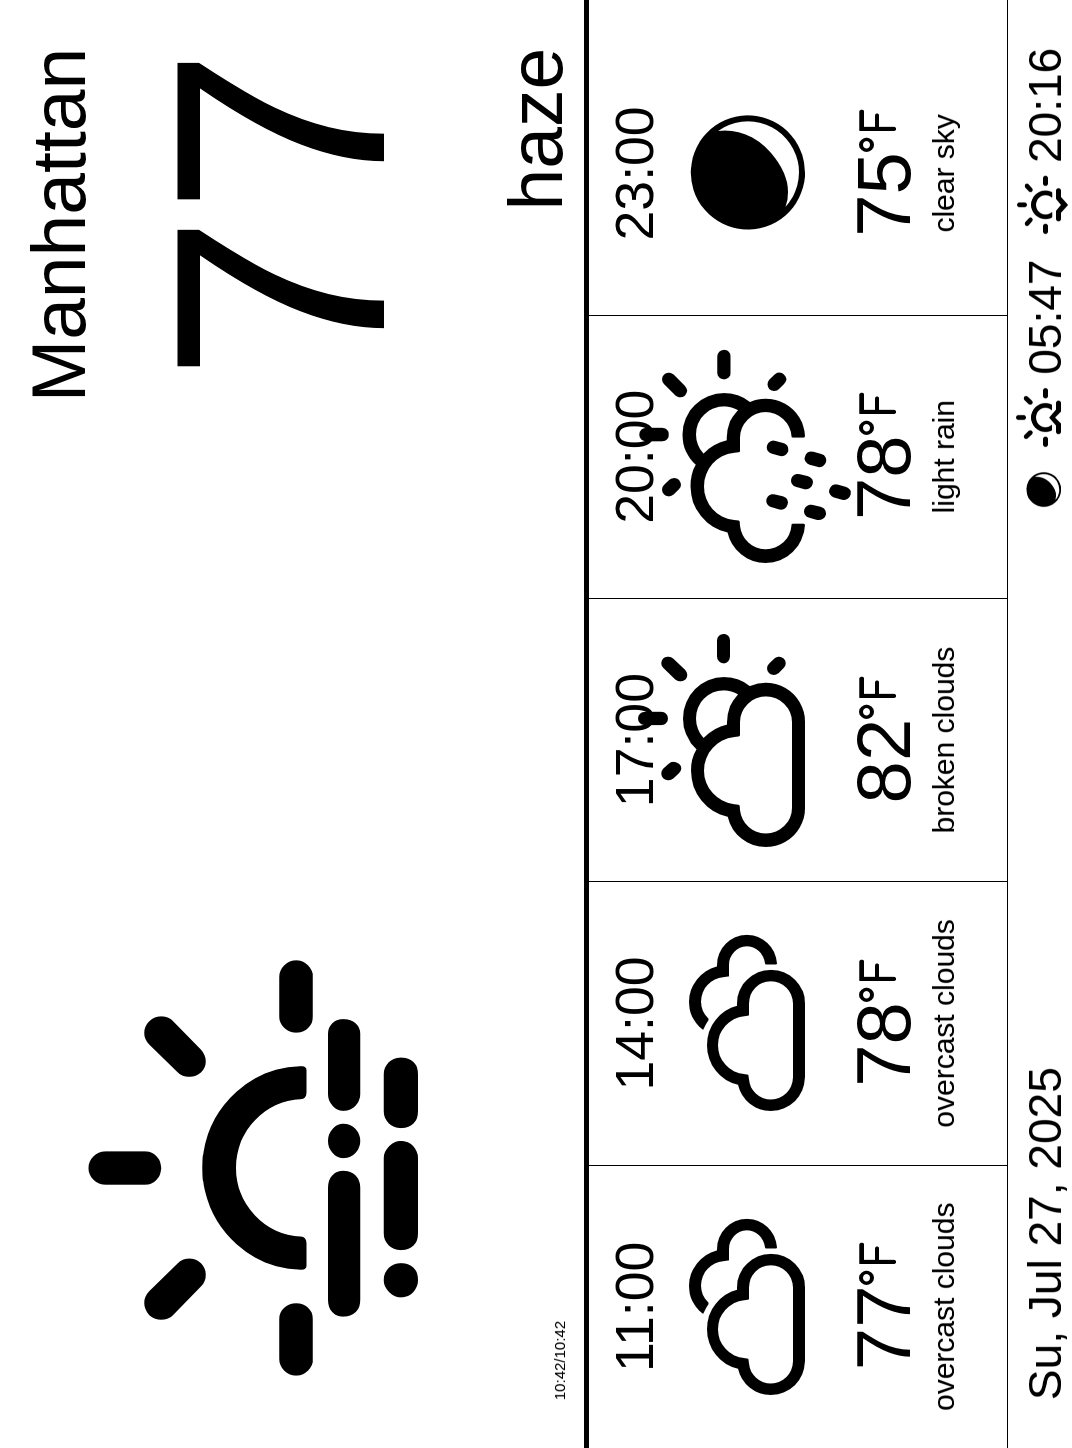 Manhattan
77
haze
10:42/10:42
11:00
77°F
overcast clouds
14:00
78°F
overcast clouds
17:00
82°F
broken clouds
20:00
78°F
light rain
23:00
75°F
clear sky
Su, Jul 27, 2025
05:47
20:16